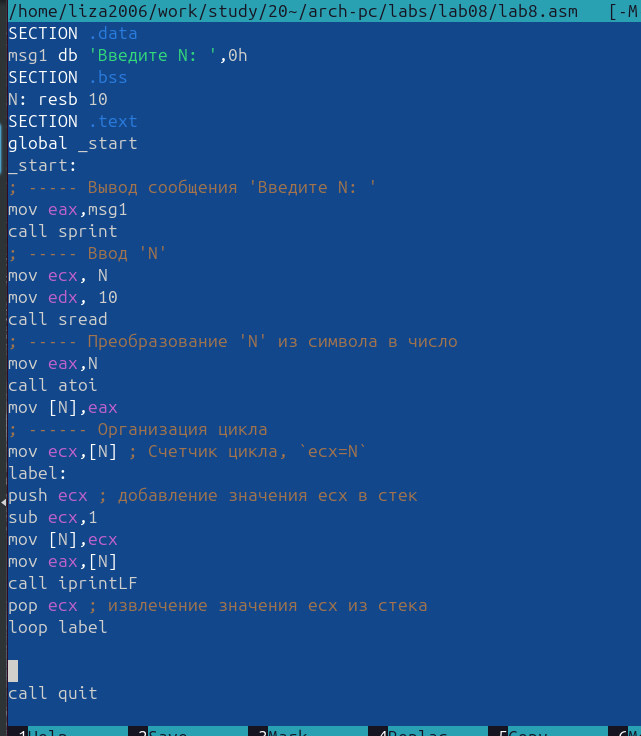 /home/liza2006/work/study/20~/arch-pc/labs/lab08/lab8.asm [-M
SECTION .data
msg1 db 'Введите N: ',0h
SECTION .bss
N: resb 10
SECTION .text
global _start
_start:
; ----- Вывод сообщения 'Введите N: '
mov eax,msg1
call sprint
; ----- Ввод 'N'
mov ecx, N
mov edx, 10
call sread
; ----- Преобразование 'N' из символа в число
mov eax,N
call atoi
mov [N],eax
; ------ Организация цикла
mov ecx,[N] ; Счетчик цикла, `ecx=N`
label:
push ecx ; добавление значения ecx в стек
sub ecx,1
mov [N],ecx
mov eax,[N]
call iprintLF
pop ecx ; извлечение значения ecx из стека
loop label
call quit
1Help 2Save 3Mark 4Replac 5Copy 6M